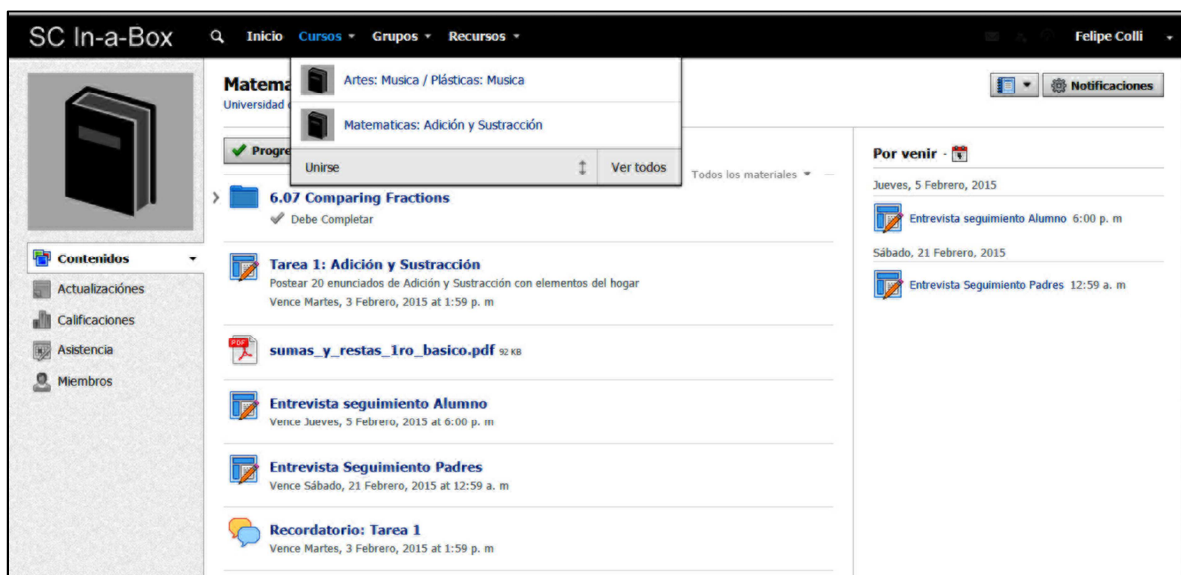 SC In-a-Box Inicio Cursos Grupos Recursos Felipe Colli
Artes: Musica / Plásticas: Musica
Matematicas: Adición y Sustracción
Unirse Ver todos
Matema
Universidad
Notificaciones
Progre
Todos los materiales
6.07 Comparing Fractions
Debe Completar
Tarea 1: Adición y Sustracción
Postear 20 enunciados de Adición y Sustracción con elementos del hogar
Vence Martes, 3 Febrero, 2015 at 1:59 p. m
PDF
sumas_y_restas_1ro_basico.pdf 92 KB
Entrevista seguimiento Alumno
Vence Jueves, 5 Febrero, 2015 at 6:00 p. m
Entrevista Seguimiento Padres
Vence Sábado, 21 Febrero, 2015 at 12:59 a. m
Recordatorio: Tarea 1
Vence Martes, 3 Febrero, 2015 at 1:59 p. m
Contenidos
Actualizaciónes
Calificaciones
Asistencia
Miembros
Por venir -
Jueves, 5 Febrero, 2015
Entrevista seguimiento Alumno 6:00 p. m
Sábado, 21 Febrero, 2015
Entrevista Seguimiento Padres 12:59 a. m